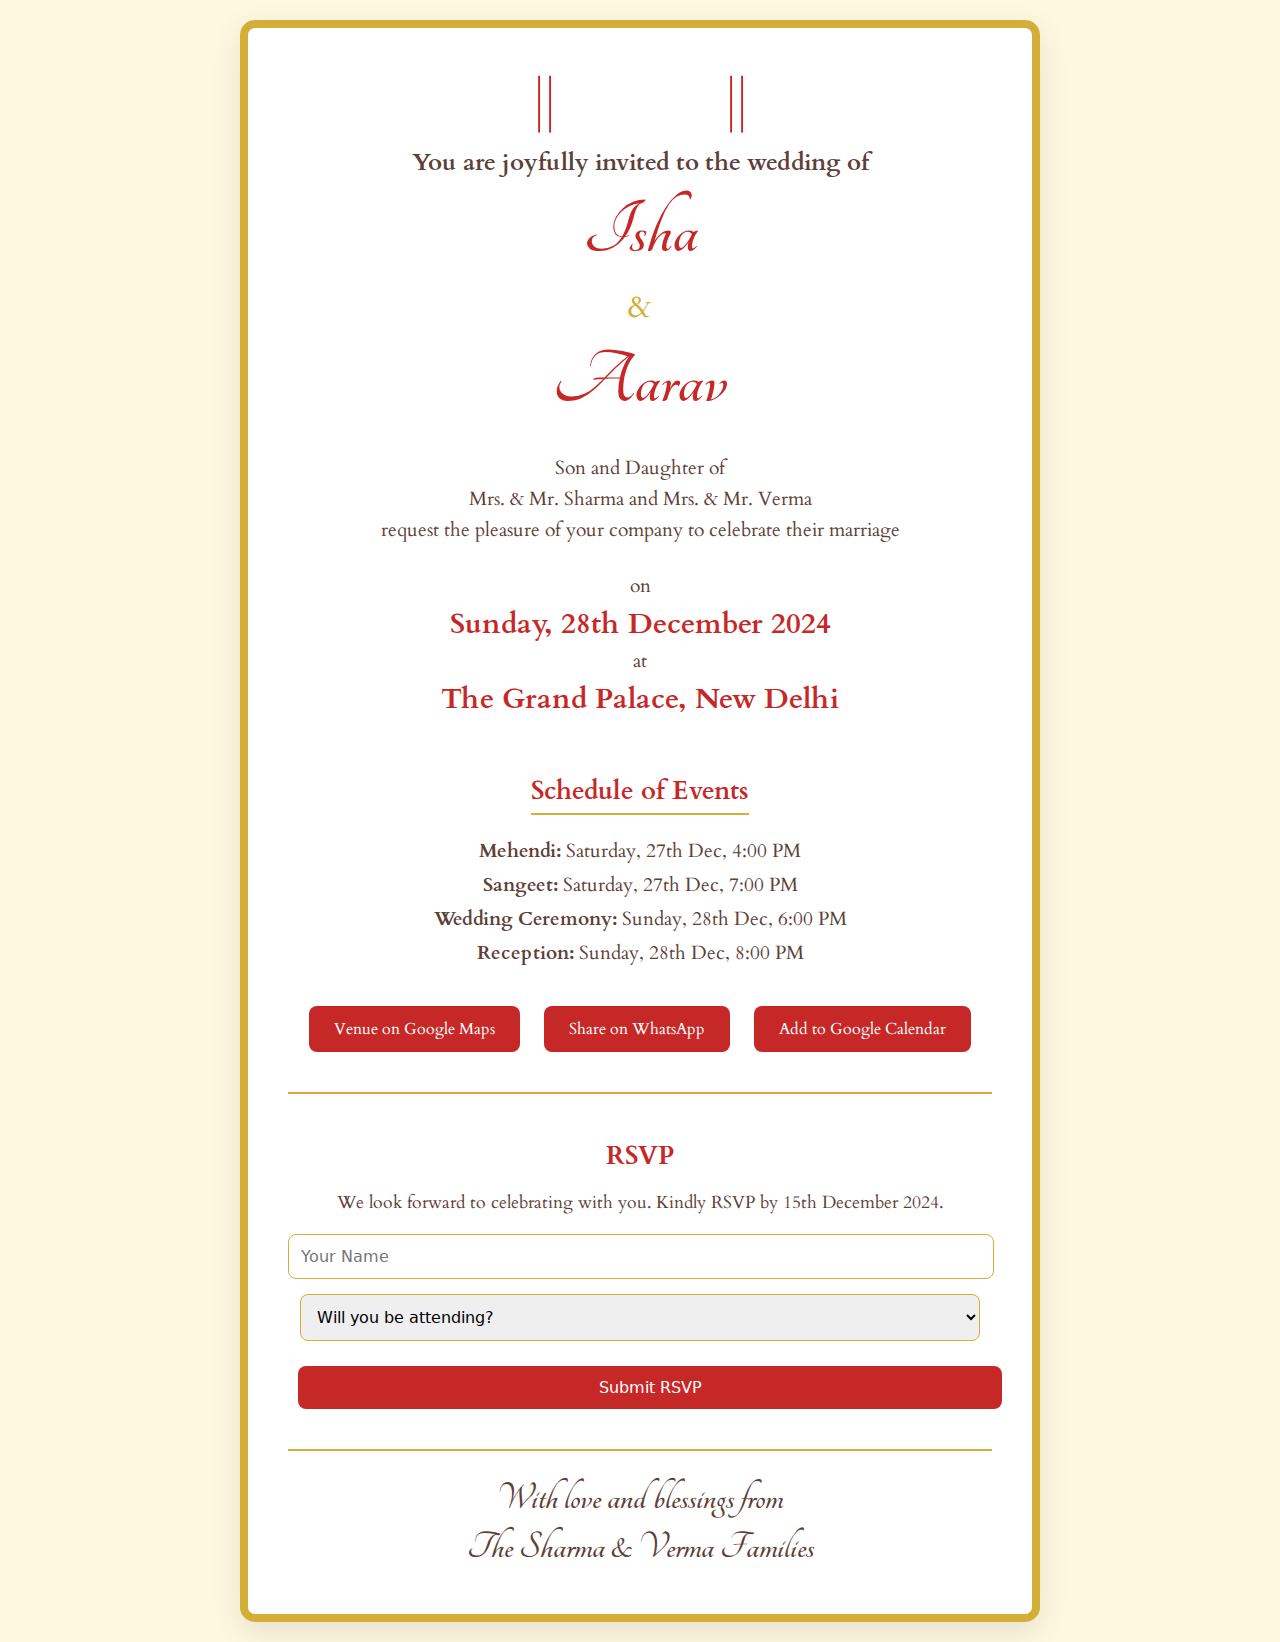 ||                    ||
You are joyfully invited to the wedding of
Isha
&
Aarav
Son and Daughter of
Mrs. & Mr. Sharma and Mrs. & Mr. Verma
request the pleasure of your company to celebrate their marriage
on
Sunday, 28th December 2024
at
The Grand Palace, New Delhi
Schedule of Events
Mehendi: Saturday, 27th Dec, 4:00 PM
Sangeet: Saturday, 27th Dec, 7:00 PM
Wedding Ceremony: Sunday, 28th Dec, 6:00 PM
Reception: Sunday, 28th Dec, 8:00 PM
Venue on Google Maps
Share on WhatsApp
Add to Google Calendar
RSVP
We look forward to celebrating with you. Kindly RSVP by 15th December 2024.
Your Name
Will you be attending?
Submit RSVP
With love and blessings from
The Sharma & Verma Families